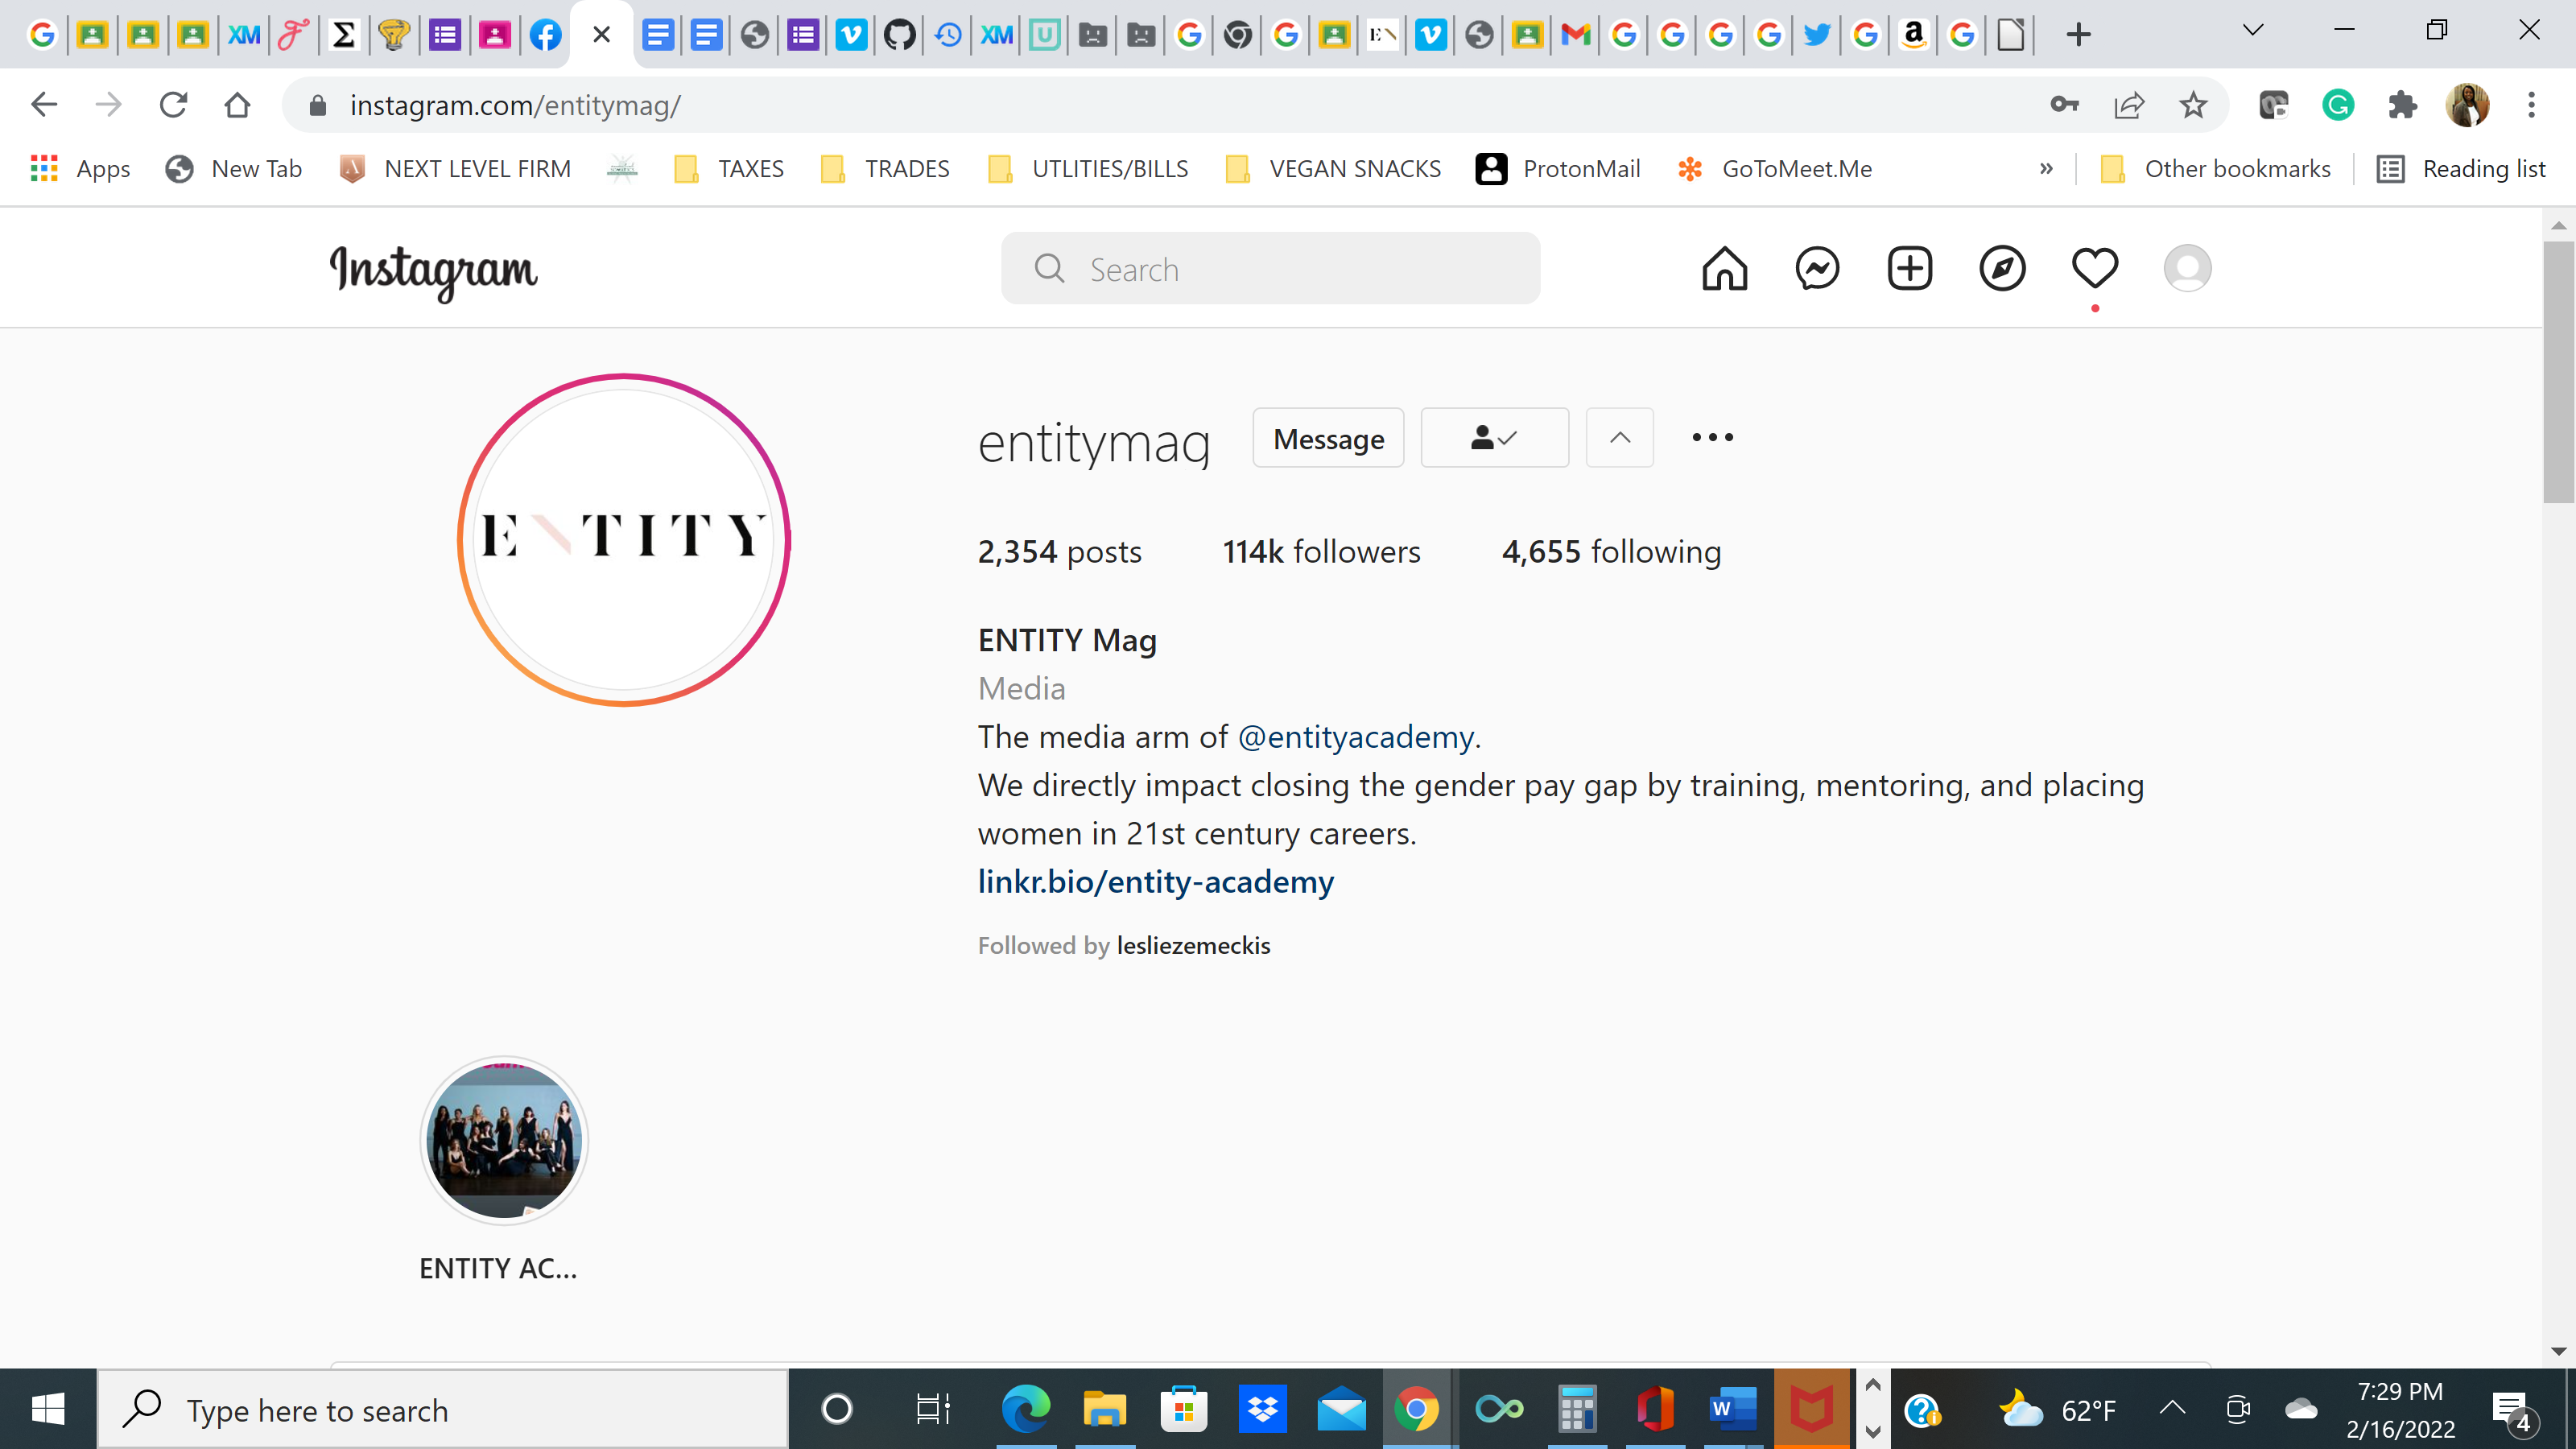 instagram.com/entitymag/
Apps New Tab NEXT LEVEL FIRM TAXES TRADES UTLITIES/BILLS VEGAN SNACKS ProtonMail GoToMeet.Me » Other bookmarks Reading list
Instagram Search
ENTITY
entitymag Message
2,354 posts 114k followers 4,655 following
ENTITY Mag
Media
The media arm of @entityacademy.
We directly impact closing the gender pay gap by training, mentoring, and placing
women in 21st century careers.
linkr.bio/entity-academy
Followed by lesliezemeckis
ENTITY AC...
Type here to search 62°F 7:29 PM
2/16/2022 4